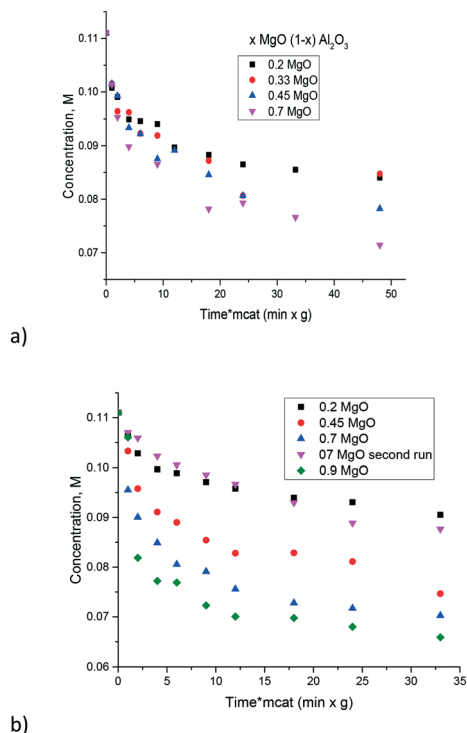 x MgO (1-x) Al₂O₃
0.2 MgO
0.33 MgO
0.45 MgO
0.7 MgO
0.11
0.10
0.09
0.08
0.07
Concentration, M
0 10 20 30 40 50
Time*mcat (min x g)
a)
0.2 MgO
0.45 MgO
0.7 MgO
07 MgO second run
0.9 MgO
0.11
0.10
0.09
0.08
0.07
0.06
Concentration, M
0 5 10 15 20 25 30 35
Time*mcat (min x g)
b)